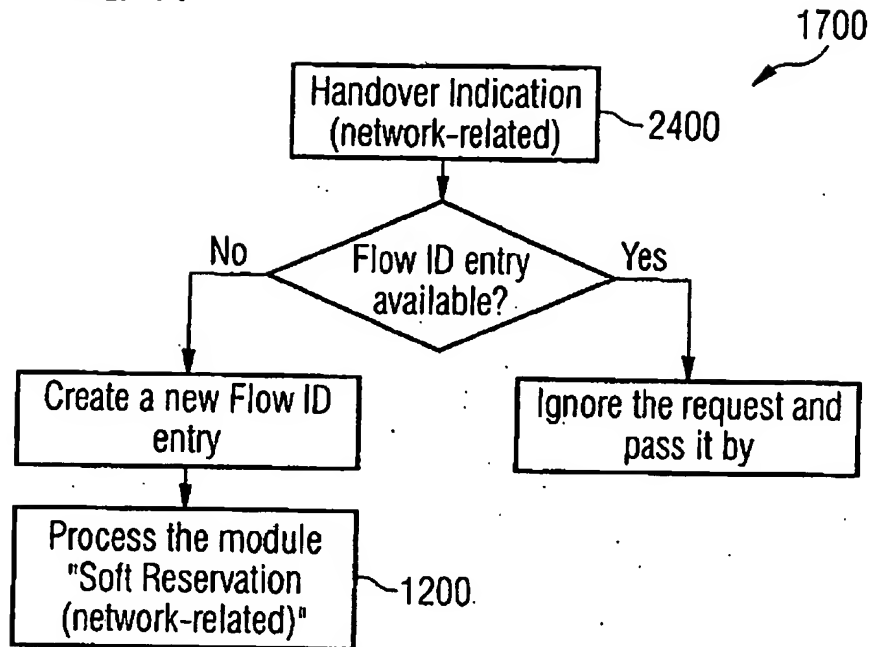 1700
Handover Indication
(network-related)
2400
No
Flow ID entry
available?
Yes
Create a new Flow ID
entry
Ignore the request and
pass it by
Process the module
"Soft Reservation
(network-related)"
1200